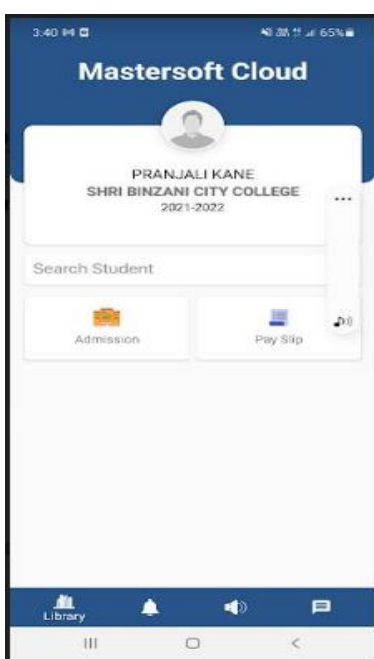 3:40
65%
Mastersoft Cloud
PRANJALI KANE
SHRI BINZANI CITY COLLEGE
2021-2022
Search Student
Admission
Pay Slip
Library